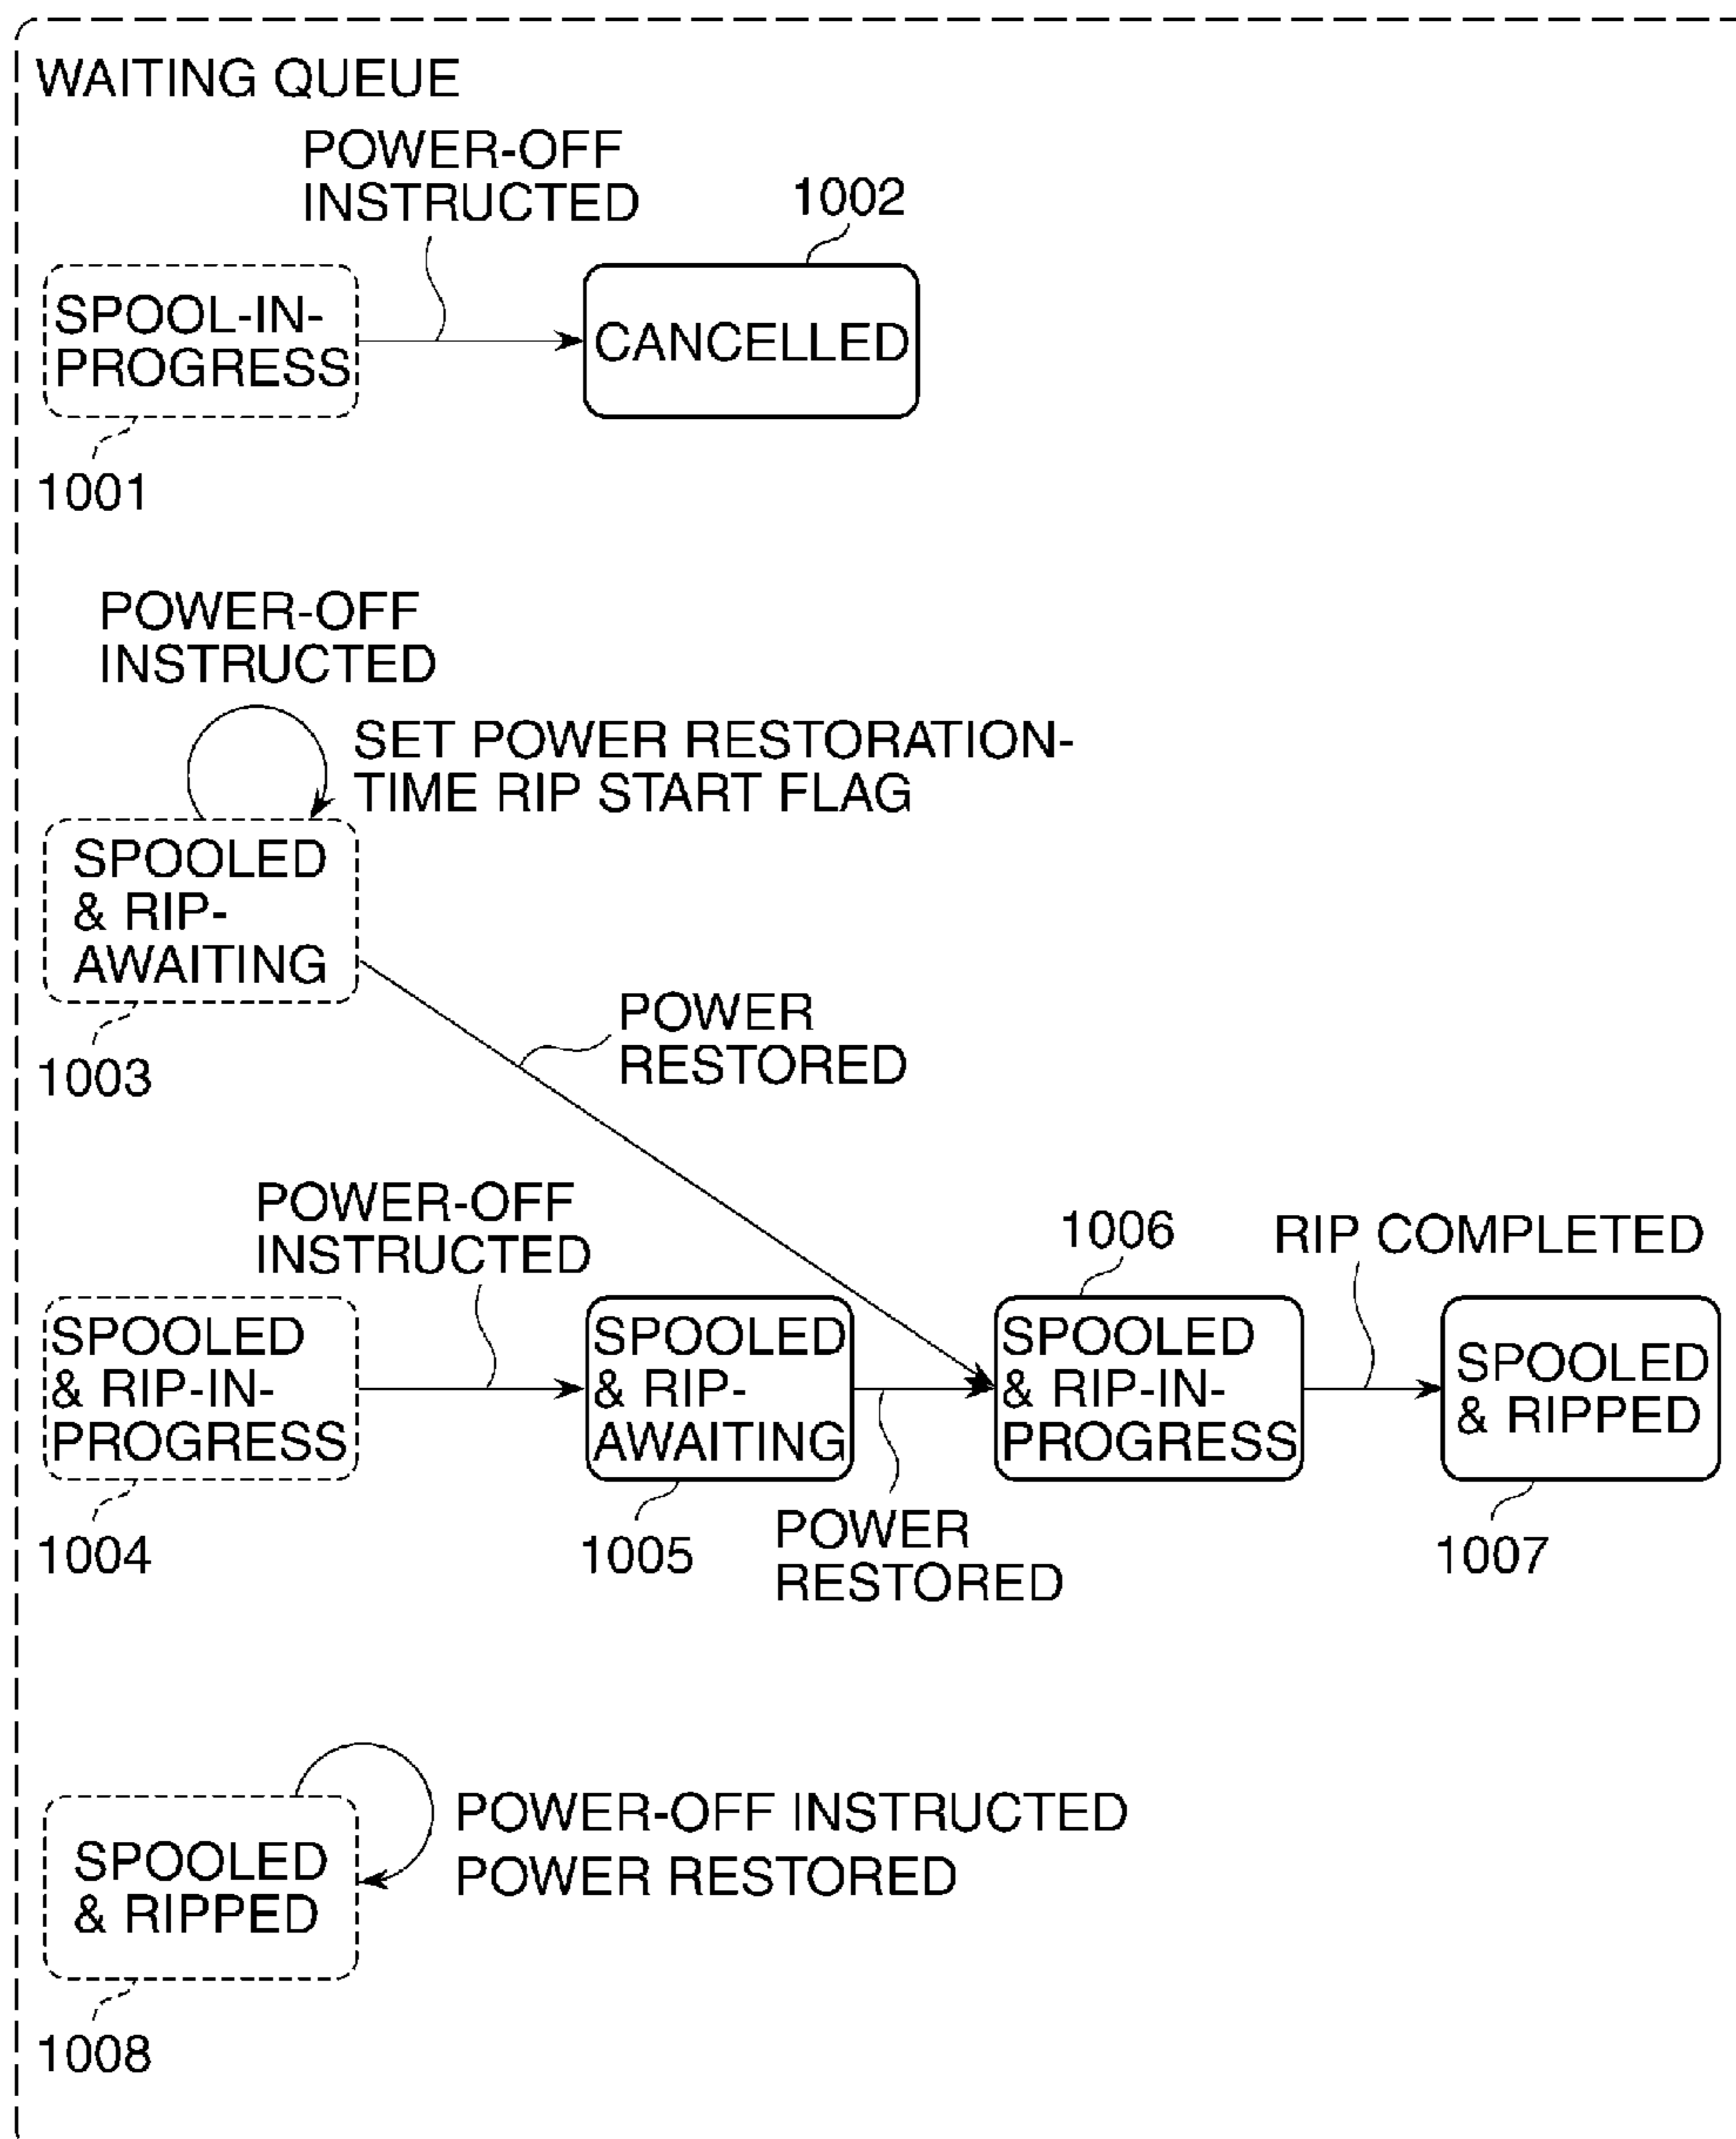 WAITING QUEUE
POWER-OFF
INSTRUCTED
1002
SPOOL-IN-
PROGRESS
CANCELLED
1001
POWER-OFF
INSTRUCTED
SET POWER RESTORATION-
TIME RIP START FLAG
SPOOLED
& RIP-
AWAITING
1003
POWER
RESTORED
POWER-OFF
INSTRUCTED
1006
RIP COMPLETED
SPOOLED
& RIP-IN-
PROGRESS
SPOOLED
& RIP-
AWAITING
SPOOLED
& RIP-IN-
PROGRESS
SPOOLED
& RIPPED
1004
1005
POWER
RESTORED
1007
POWER-OFF INSTRUCTED
POWER RESTORED
SPOOLED
& RIPPED
1008